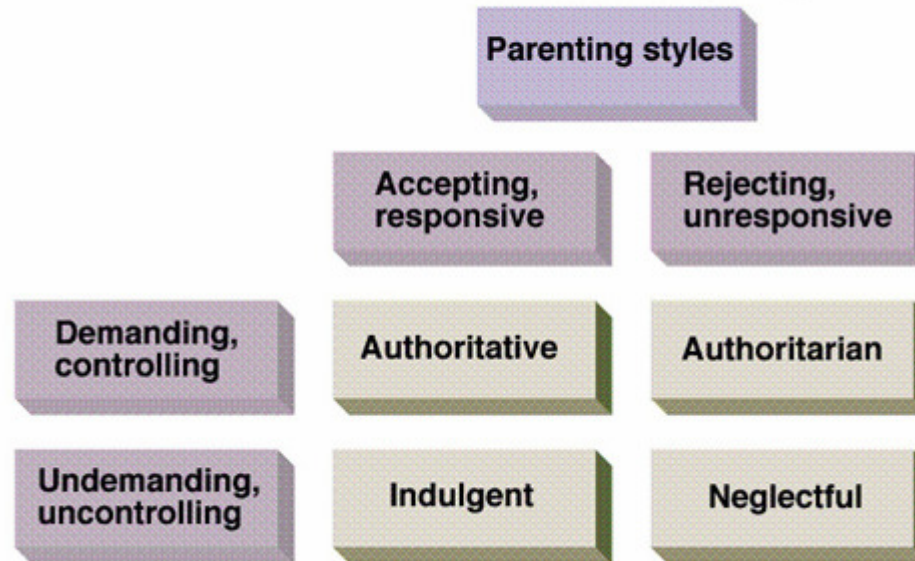 Parenting styles
Accepting,
responsive
Rejecting,
unresponsive
Demanding,
controlling
Authoritative
Authoritarian
Undemanding,
uncontrolling
Indulgent
Neglectful